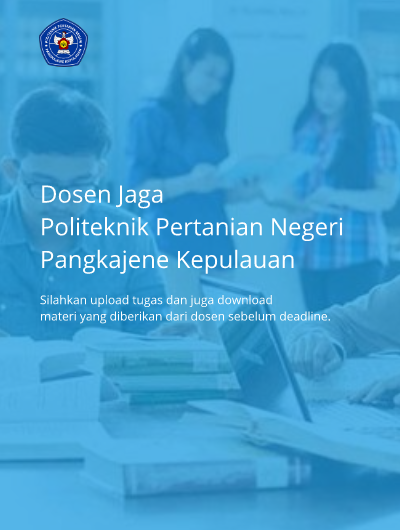 Dosen Jaga
Politeknik Pertanian Negeri
Pangkajene Kepulauan
Silahkan upload tugas dan juga download
materi yang diberikan dari dosen sebelum deadline.